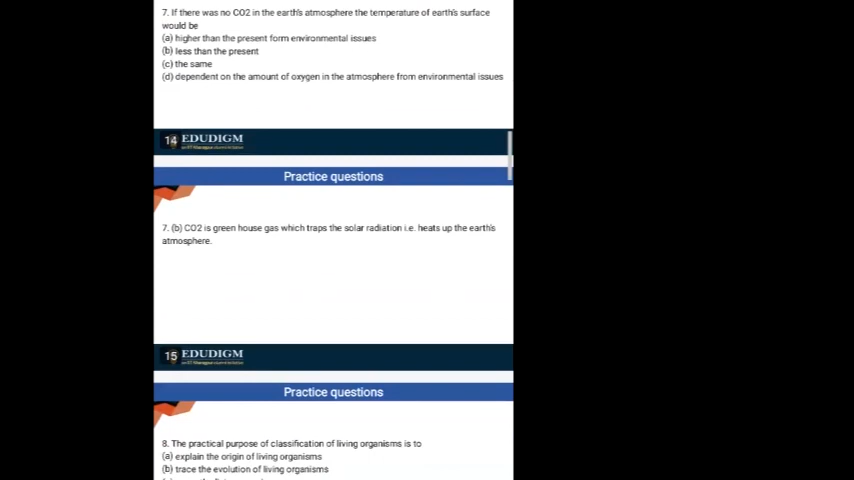 7. If there was no CO2 in the earth's atmosphere the temperature of earth's surface
would be
(a) higher than the present form environmental issues
(b) less than the present
(c) the same
(d) dependent on the amount of oxygen in the atmosphere from environmental issues
14 EDUDIGM
Practice questions
7. (b) CO2 is green house gas which traps the solar radiation i.e. heats up the earth's
atmosphere.
15 EDUDIGM
Practice questions
8. The practical purpose of classification of living organisms is to
(a) explain the origin of living organisms
(b) trace the evolution of living organisms